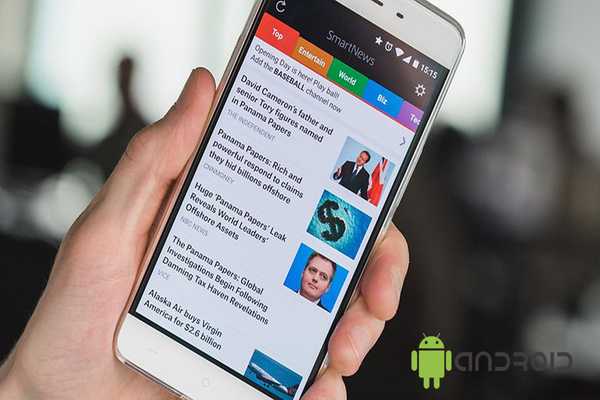 15:15
SmartNews
Top
Entertain
World
Biz
Tec
Opening Day is here! Play ball!
Add the BASEBALL channel now
David Cameron's father and
senior Tory figures named
in Panama Papers
THE INDEPENDENT
Panama Papers: Rich and
powerful respond to claims
they hid billions offshore
CNNMONEY
Huge 'Panama Papers' Leak
Reveals World Leaders'
Offshore Assets
NBC NEWS
The Panama Papers: Global
Investigations Begin Following
Damning Tax Haven Revelations
VICE
Alaska Air buys Virgin
America for $2.6 billion
ANDROID